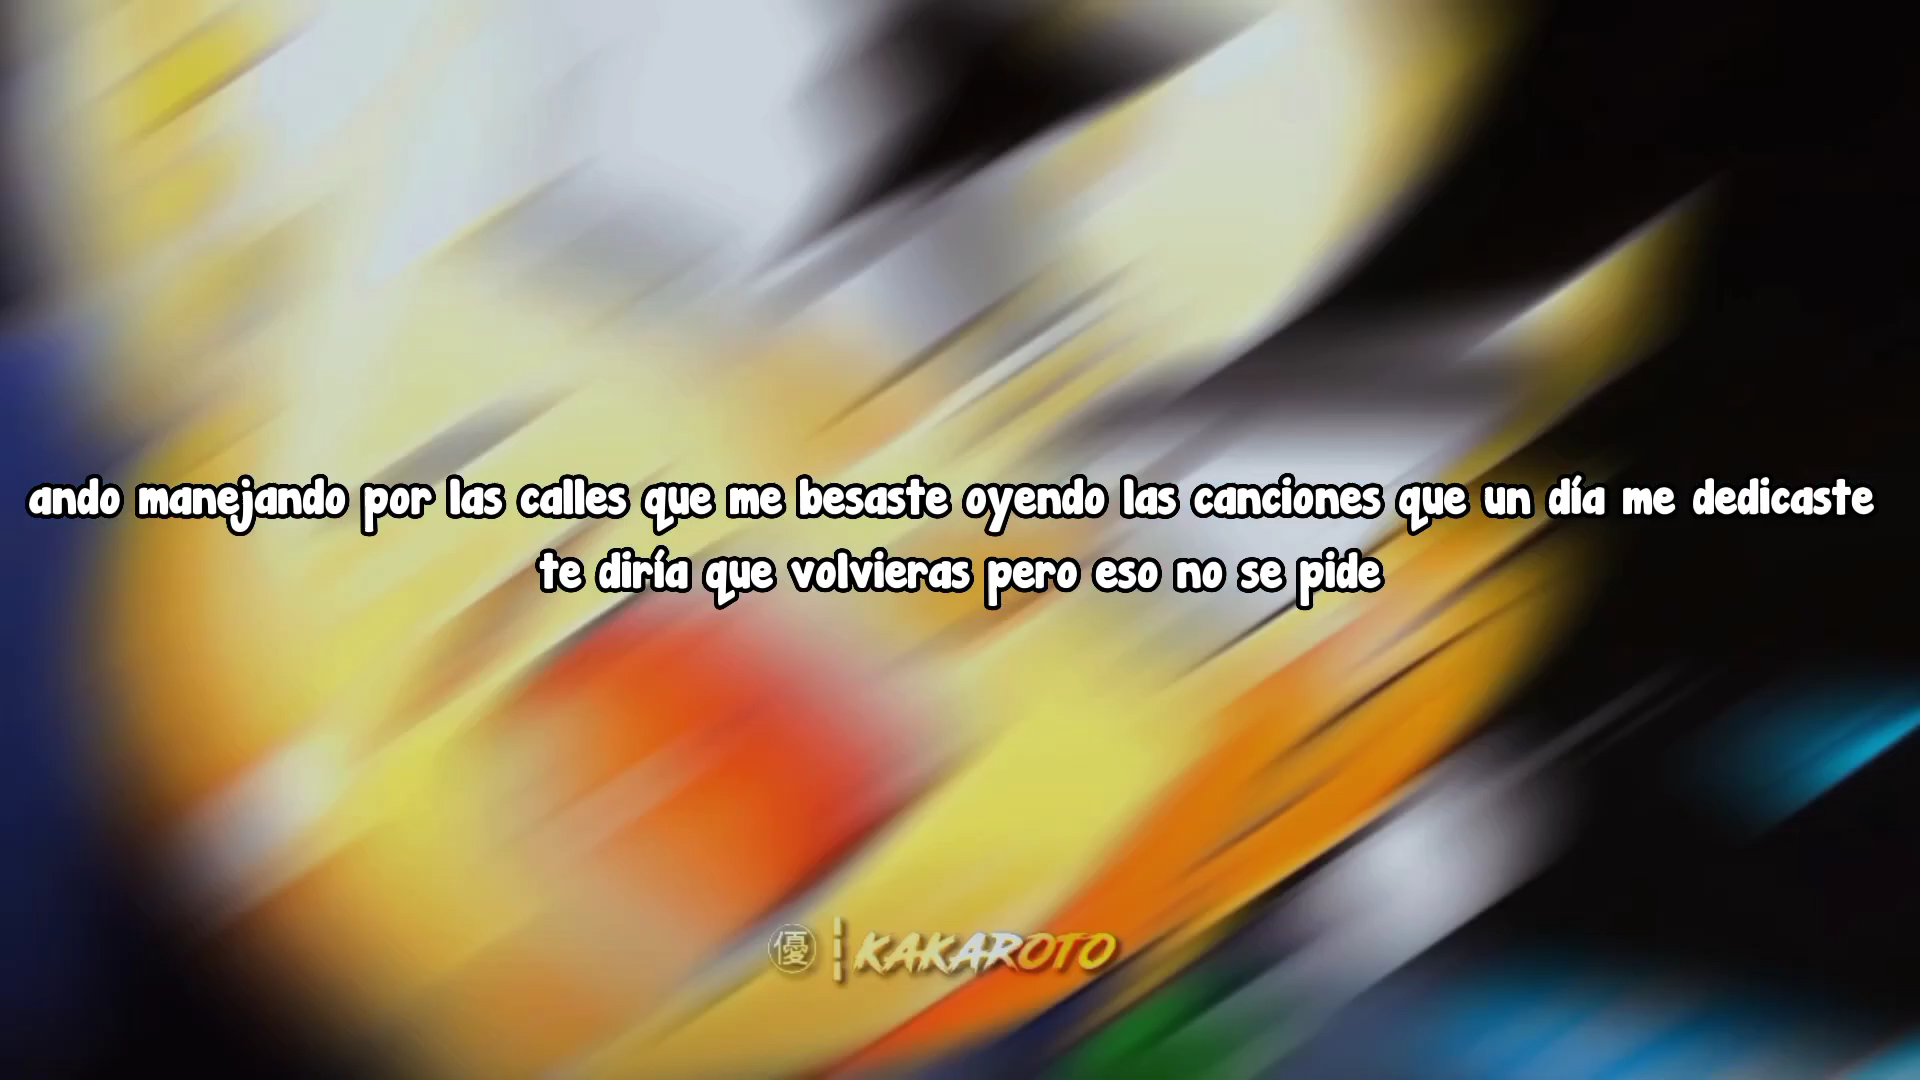 ando manejando por las calles que me besaste oyendo las canciones que un día me dedicaste
te diría que volvieras pero eso no se pide
優 KAKAROTO